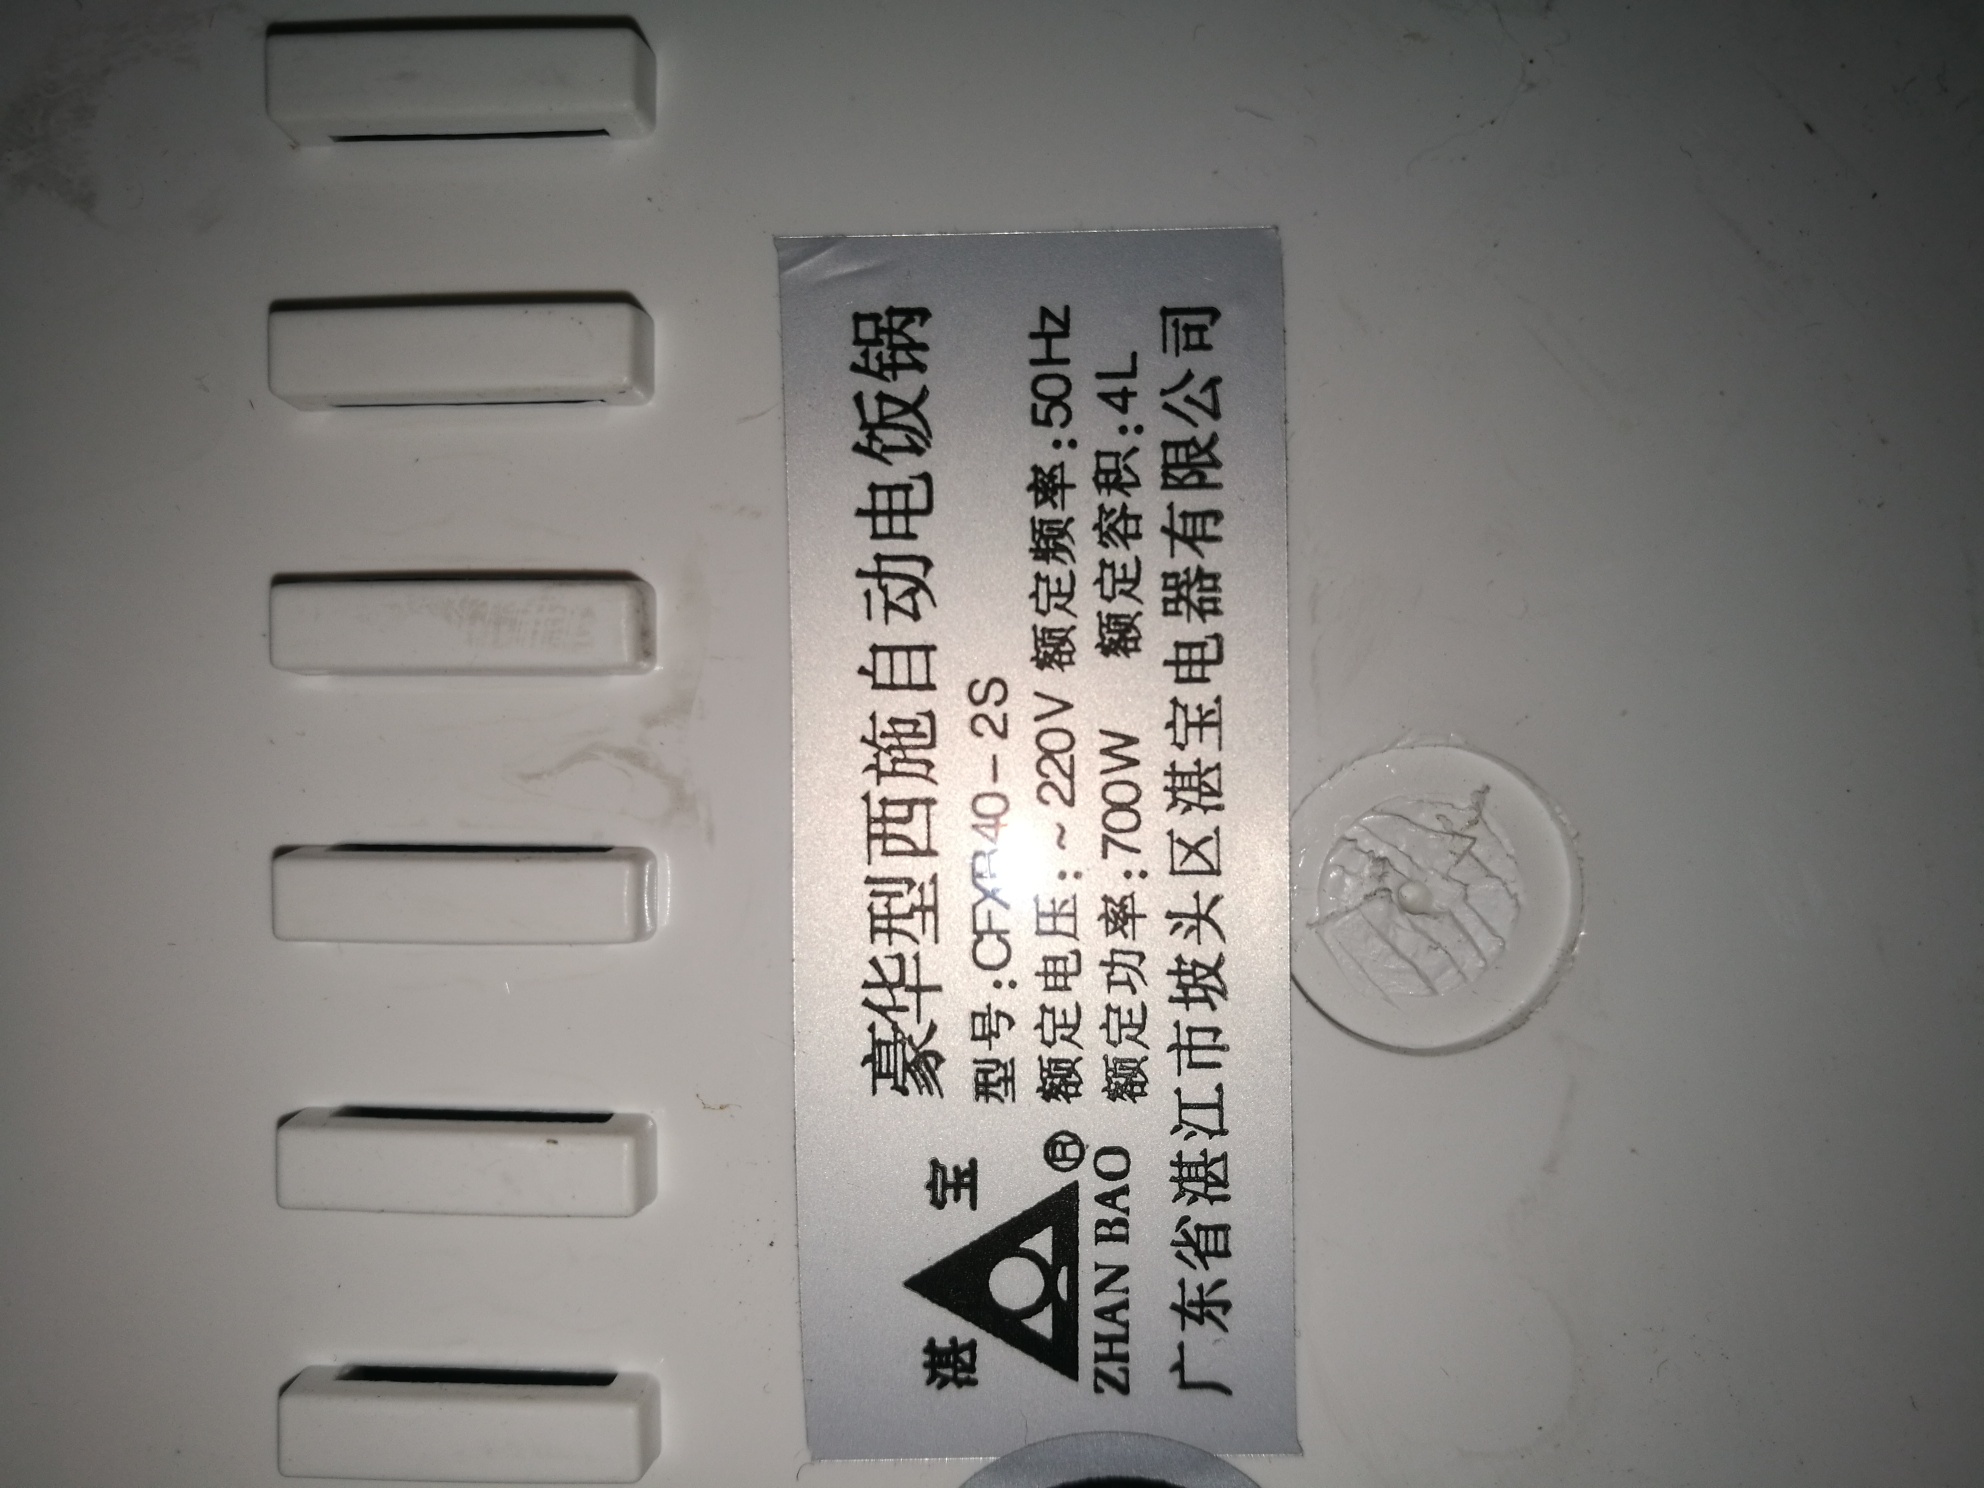 豪华型西施自动电饭锅
型号:CFXB40-2S
额定电压:~220V 额定频率:50Hz
额定功率:700W 额定容积:4L
湛宝
®
ZHAN BAO
广东省湛江市坡头区湛宝电器有限公司